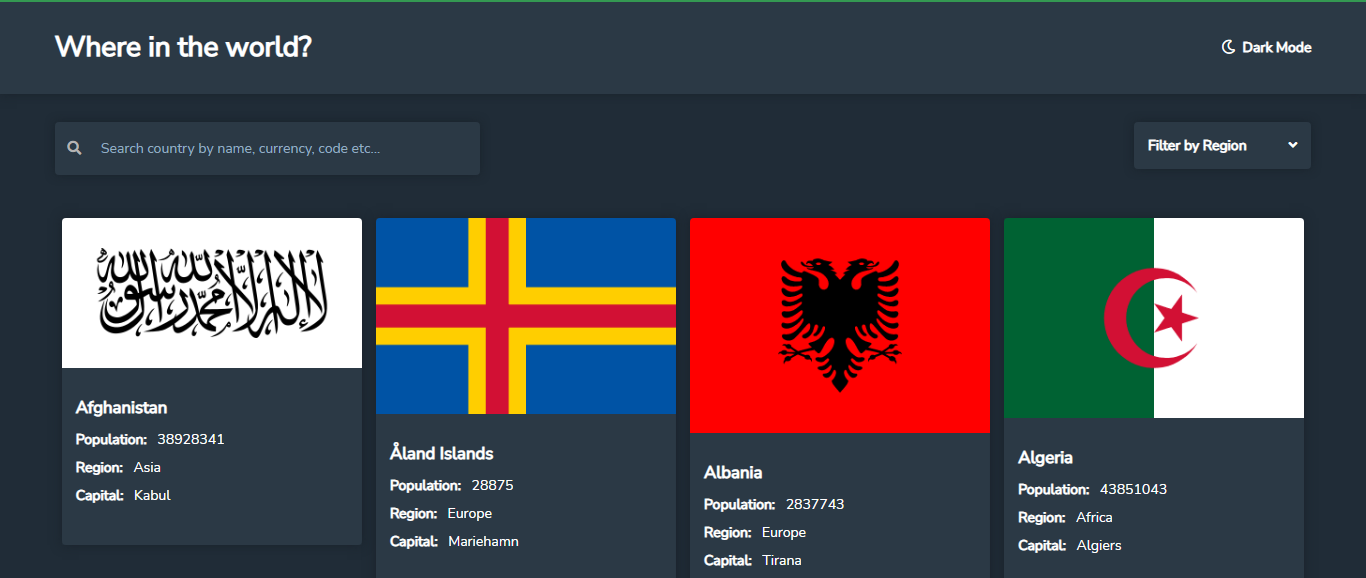 Where in the world?
Dark Mode
Search country by name, currency, code etc...
Filter by Region
لا إله إلا الله محمد رسول الله
Afghanistan
Population: 38928341
Region: Asia
Capital: Kabul
Åland Islands
Population: 28875
Region: Europe
Capital: Mariehamn
Albania
Population: 2837743
Region: Europe
Capital: Tirana
Algeria
Population: 43851043
Region: Africa
Capital: Algiers